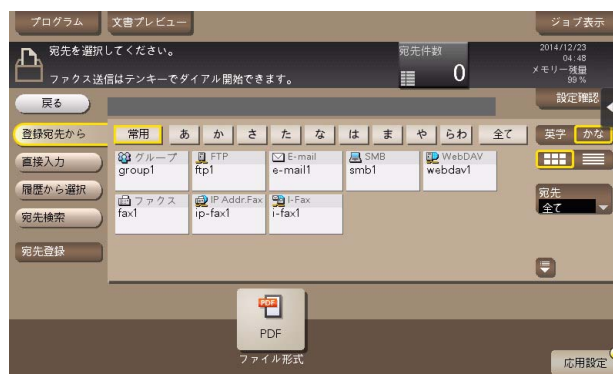 プログラム
文書プレビュー
ジョブ表示
宛先を選択してください。
ファクス送信はテンキーでダイアル開始できます。
宛先件数
0
2014/12/23
04:48
メモリー残量
99 %
戻る
設定確認
登録宛先から
常用 あ か さ た な は ま や らわ 全て
英字 かな
直接入力
履歴から選択
宛先検索
宛先登録
グループ
group1
FTP
ftp1
E-mail
e-mail1
SMB
smb1
WebDAV
webdav1
ファクス
fax1
IP Addr.Fax
ip-fax1
I-Fax
i-fax1
宛先
全て
PDF
PDF
ファイル形式
応用設定